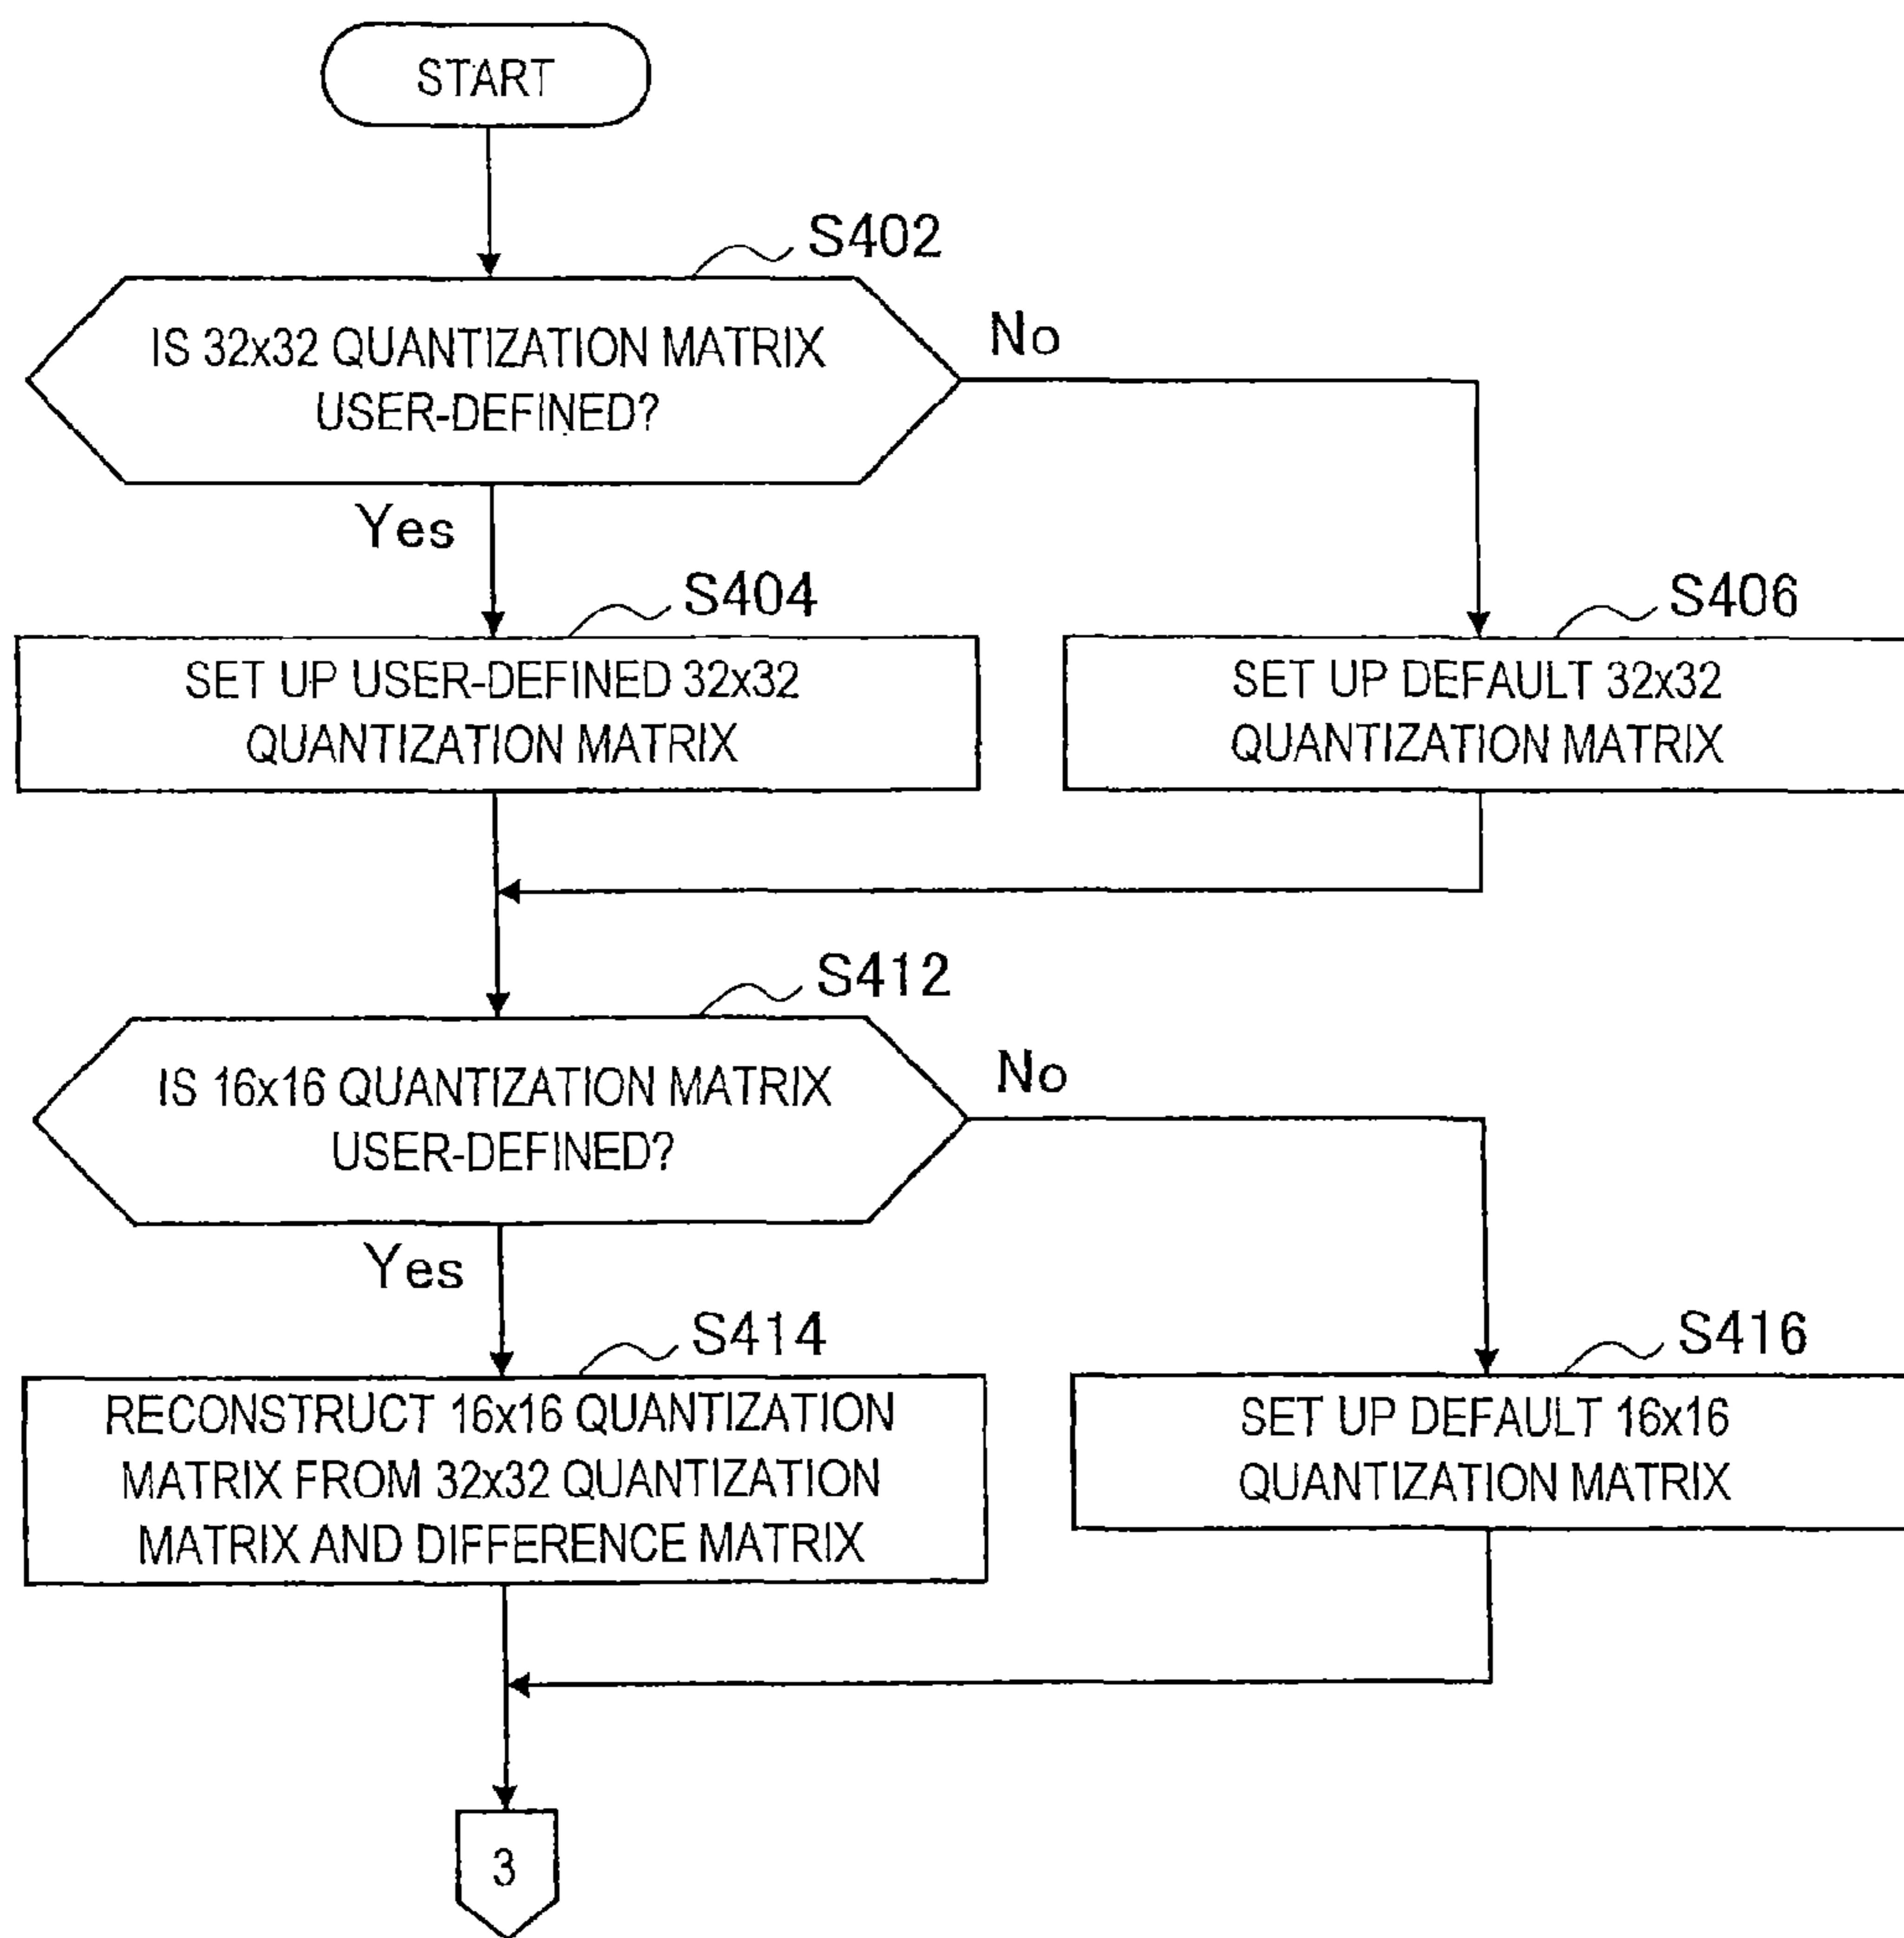 START
S402
IS 32x32 QUANTIZATION MATRIX
USER-DEFINED?
No
Yes
S404
SET UP USER-DEFINED 32x32
QUANTIZATION MATRIX
S406
SET UP DEFAULT 32x32
QUANTIZATION MATRIX
S412
IS 16x16 QUANTIZATION MATRIX
USER-DEFINED?
No
Yes
S414
RECONSTRUCT 16x16 QUANTIZATION
MATRIX FROM 32x32 QUANTIZATION
MATRIX AND DIFFERENCE MATRIX
S416
SET UP DEFAULT 16x16
QUANTIZATION MATRIX
3